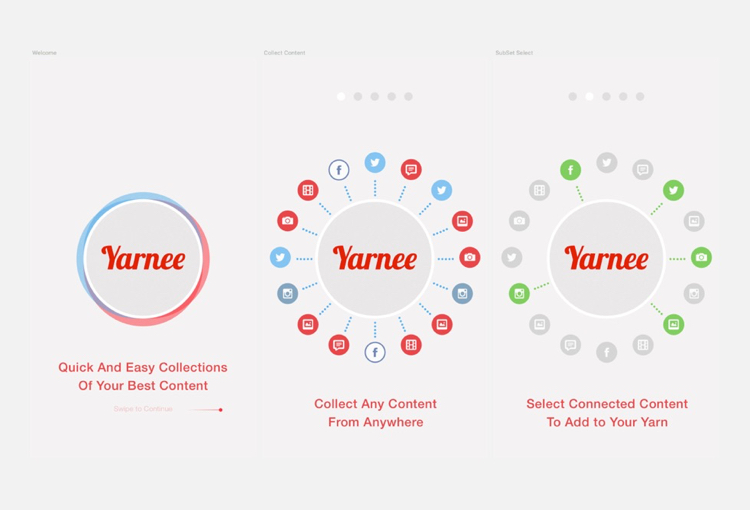 Welcome
Yarnee
Quick And Easy Collections
Of Your Best Content
Swipe to Continue
Collect Content
f
Yarnee
f
Collect Any Content
From Anywhere
SubSet Select
f
Yarnee
f
Select Connected Content
To Add to Your Yarn